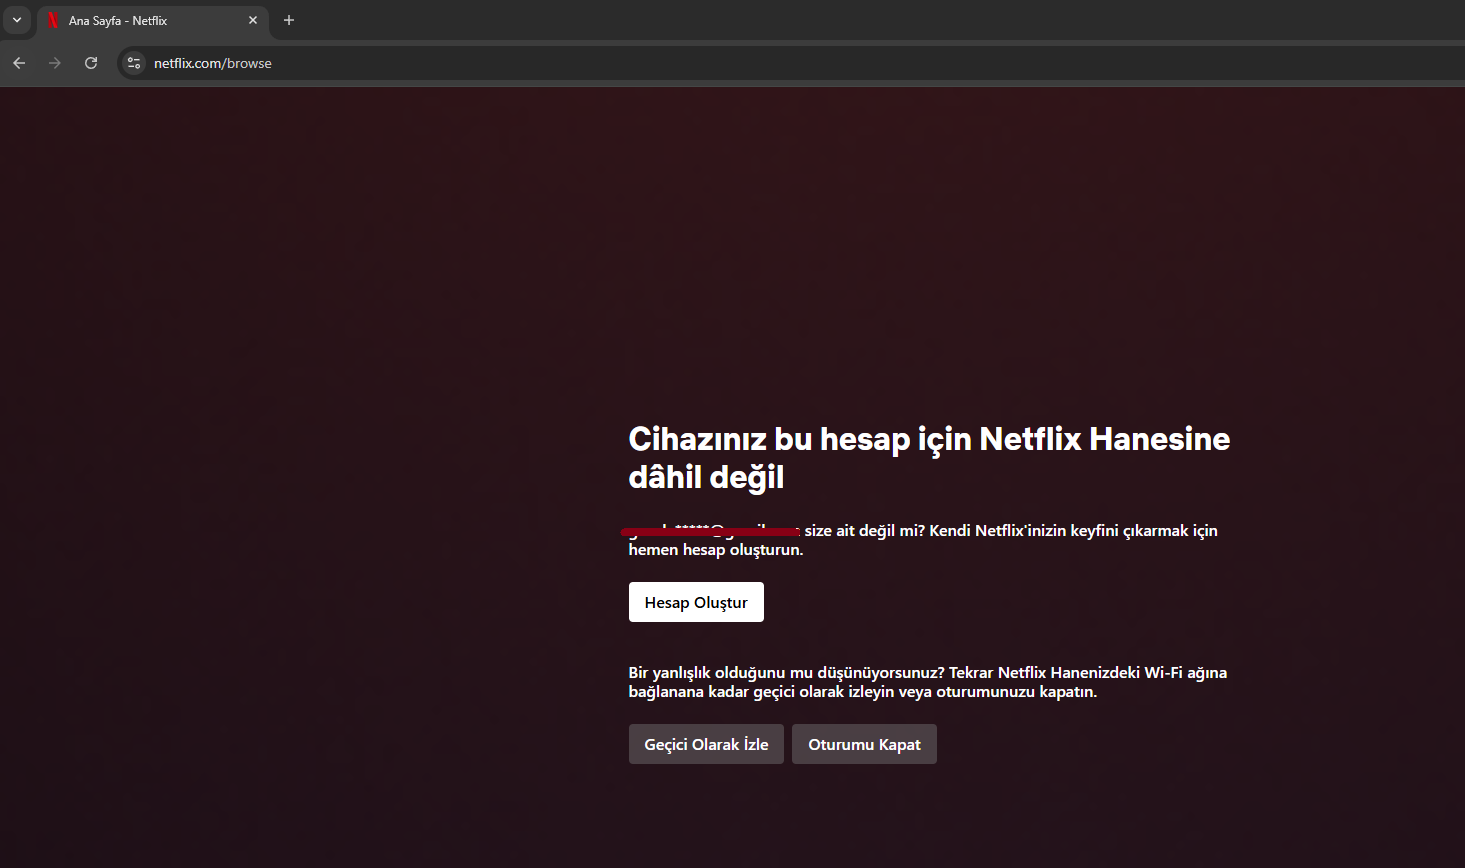 Ana Sayfa - Netflix
netflix.com/browse
Cihazınız bu hesap için Netflix Hanesine
dâhil değil
size ait değil mi? Kendi Netflix'inizin keyfini çıkarmak için
hemen hesap oluşturun.
Hesap Oluştur
Bir yanlışlık olduğunu mu düşünüyorsunuz? Tekrar Netflix Hanenizdeki Wi-Fi ağına
bağlanana kadar geçici olarak izleyin veya oturumunuzu kapatın.
Geçici Olarak İzle
Oturumu Kapat